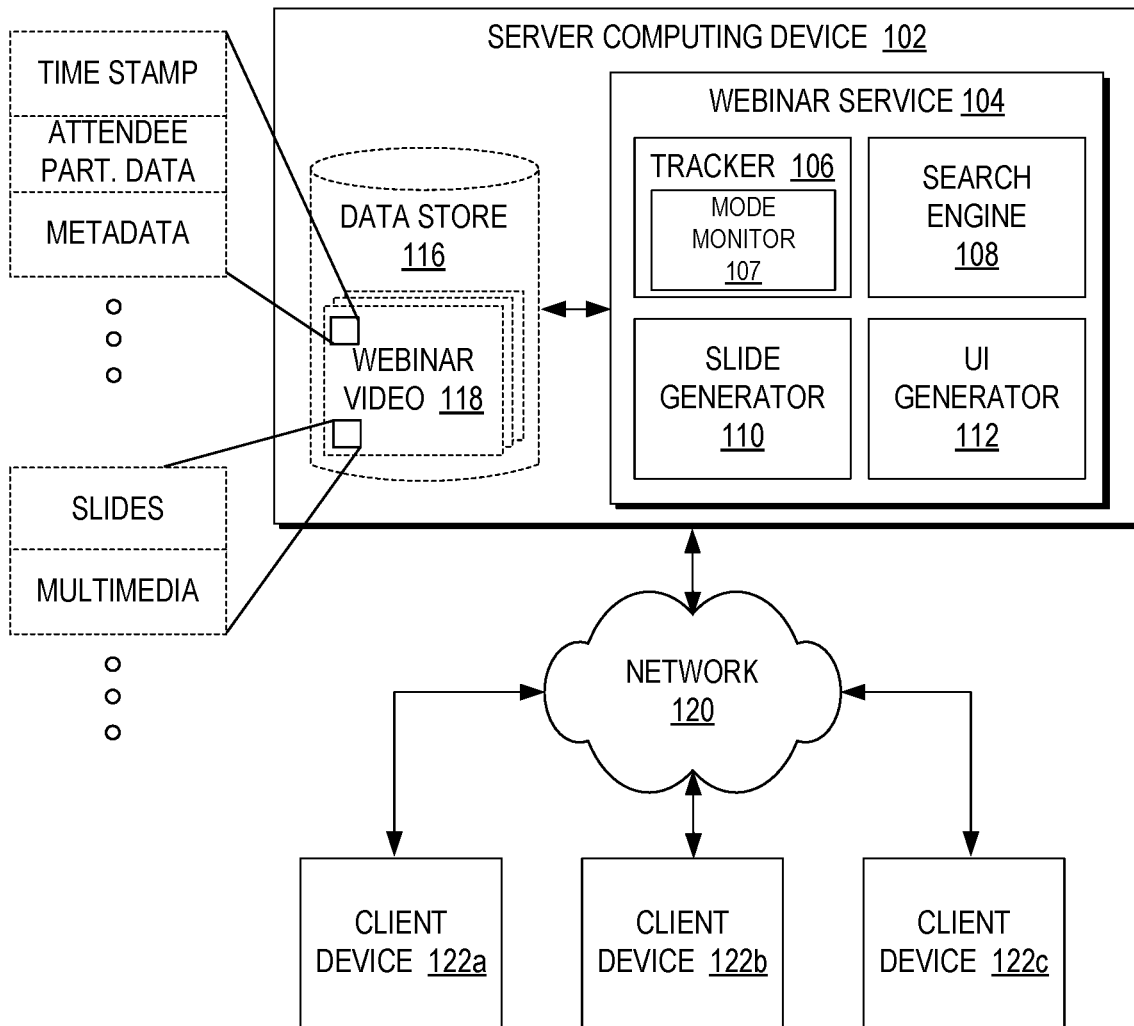 SERVER COMPUTING DEVICE 102
TIME STAMP
ATTENDEE
PART. DATA
METADATA
WEBINAR SERVICE 104
TRACKER 106
MODE
MONITOR
107
SEARCH
ENGINE
108
DATA STORE
116
WEBINAR
VIDEO 118
SLIDE
GENERATOR
110
UI
GENERATOR
112
SLIDES
MULTIMEDIA
NETWORK
120
CLIENT
DEVICE 122a
CLIENT
DEVICE 122b
CLIENT
DEVICE 122c